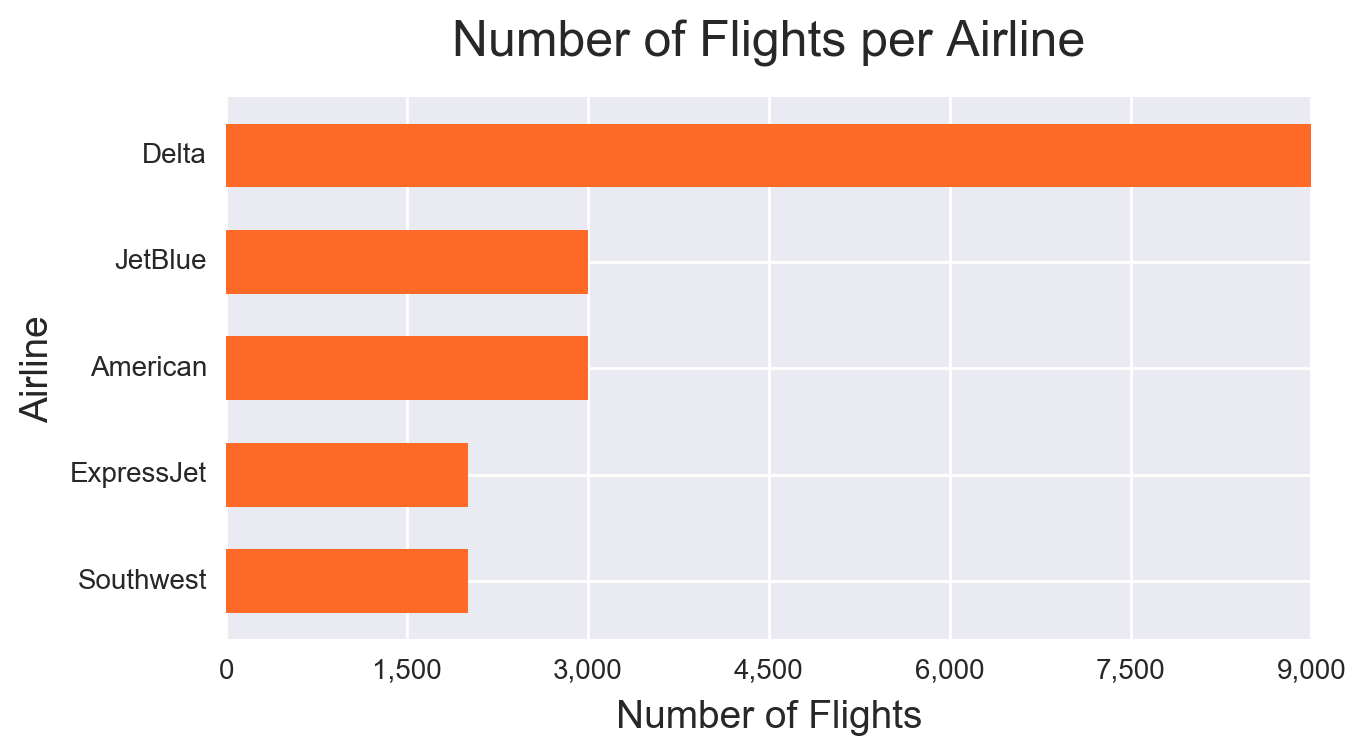 Number of Flights per Airline
Delta
JetBlue
American
ExpressJet
Southwest
Airline
0 1,500 3,000 4,500 6,000 7,500 9,000
Number of Flights